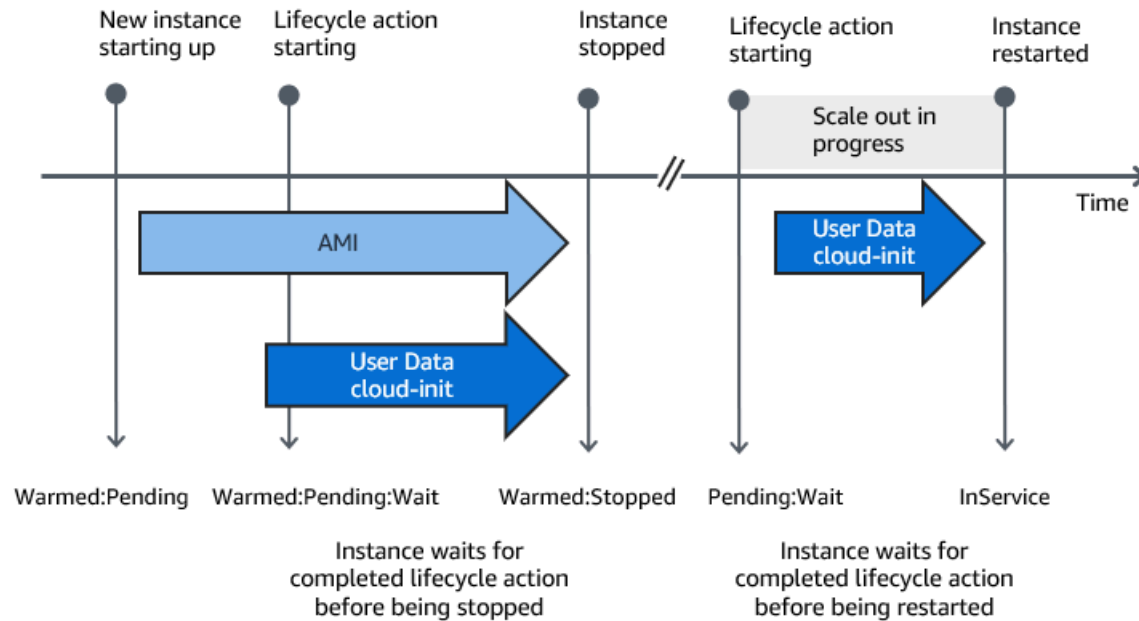 New instance
starting up
Lifecycle action
starting
Instance
stopped
Lifecycle action
starting
Instance
restarted
Scale out in
progress
Time
AMI
User Data
cloud-init
User Data
cloud-init
Warmed:Pending
Warmed:Pending:Wait
Warmed:Stopped
Pending:Wait
InService
Instance waits for
completed lifecycle action
before being stopped
Instance waits for
completed lifecycle action
before being restarted